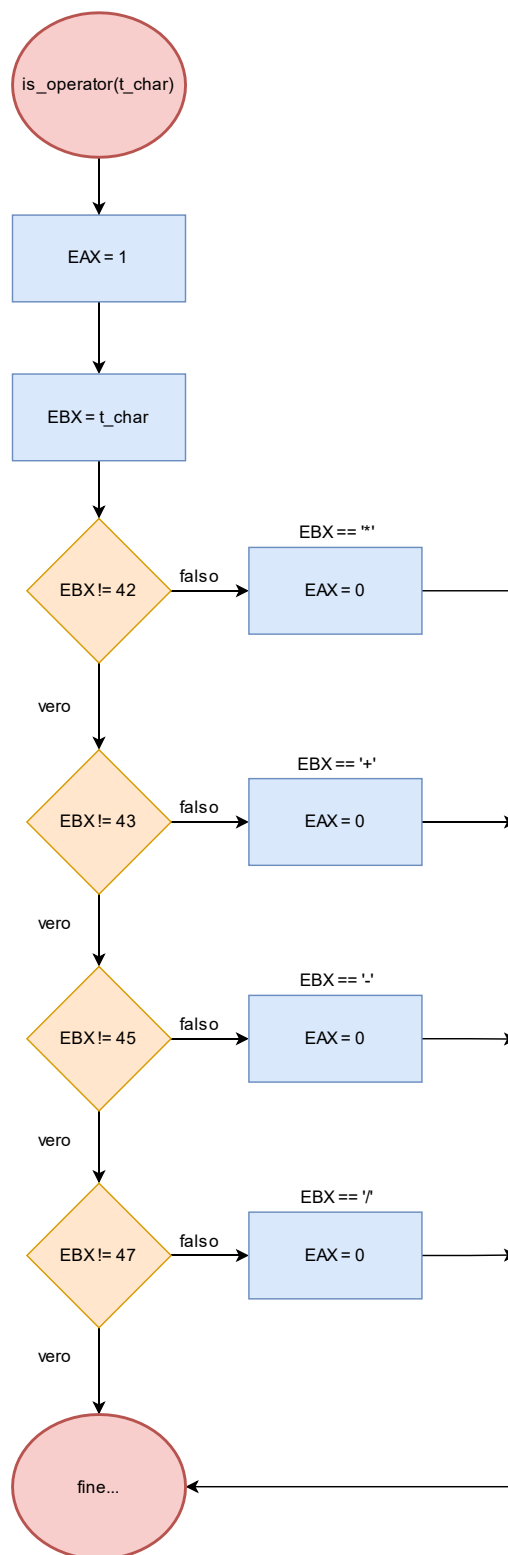 is_operator(t_char)
EAX = 1
EBX = t_char
EBX == '*'
EBX != 42
falso
EAX = 0
vero
EBX == '+'
EBX != 43
falso
EAX = 0
vero
EBX == '-'
EBX != 45
falso
EAX = 0
vero
EBX == '/'
EBX != 47
falso
EAX = 0
vero
fine...